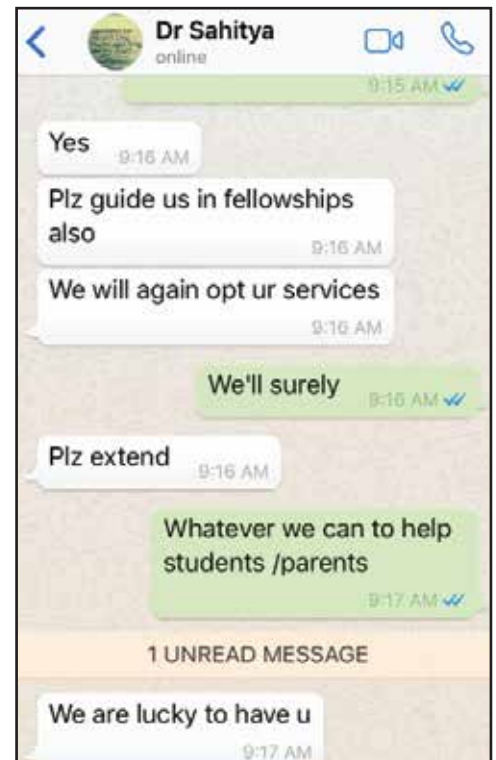 Dr Sahitya
online
9:15 AM
Yes 9:16 AM
Plz guide us in fellowships
also
9:16 AM
We will again opt ur services
9:16 AM
We'll surely 9:16 AM
Plz extend 9:16 AM
Whatever we can to help
students /parents
9:17 AM
1 UNREAD MESSAGE
We are lucky to have u
9:17 AM